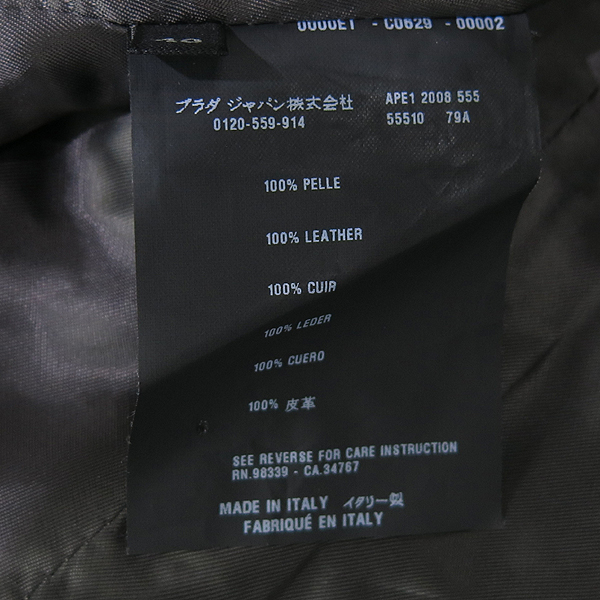 - C0629 - 00002
プラダ ジャパン株式会社 APE1 2008 555
0120-559-914 55510 79A
100% PELLE
100% LEATHER
100% CUIR
100% LEDER
100% CUERO
100% 皮革
SEE REVERSE FOR CARE INSTRUCTION
RN.98339 - CA.34767
MADE IN ITALY イタリー製
FABRIQUÉ EN ITALY